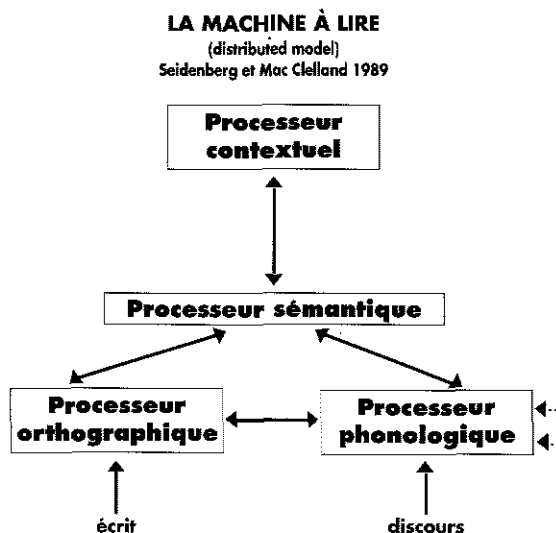 LA MACHINE À LIRE
(distributed model)
Seidenberg et Mac Clelland 1989
Processeur
contextuel
Processeur sémantique
Processeur
orthographique
Processeur
phonologique
écrit
discours